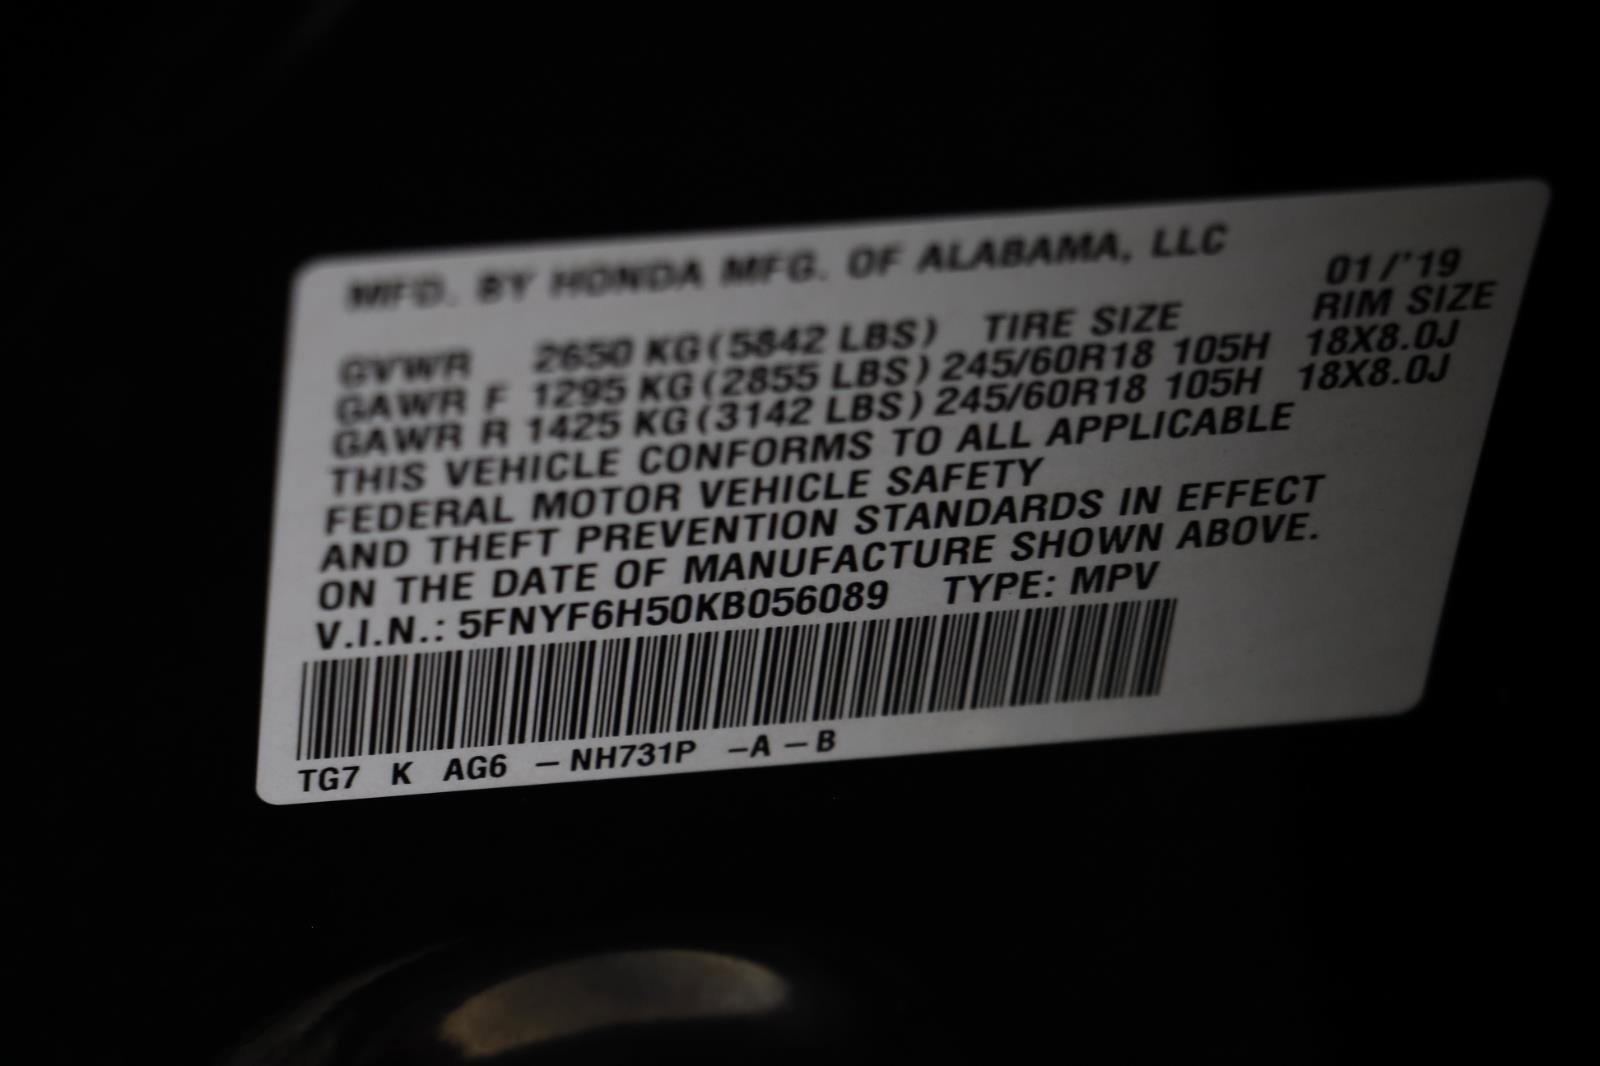 MFD. BY HONDA MFG. OF ALABAMA, LLC
01/'19
GVWR 2650 KG(5842 LBS) TIRE SIZE RIM SIZE
GAWR F 1295 KG(2855 LBS) 245/60R18 105H 18X8.0J
GAWR R 1425 KG(3142 LBS) 245/60R18 105H 18X8.0J
THIS VEHICLE CONFORMS TO ALL APPLICABLE
FEDERAL MOTOR VEHICLE SAFETY
AND THEFT PREVENTION STANDARDS IN EFFECT
ON THE DATE OF MANUFACTURE SHOWN ABOVE.
V.I.N.: 5FNYF6H50KB056089 TYPE: MPV
TG7 K AG6 –NH731P –A –B